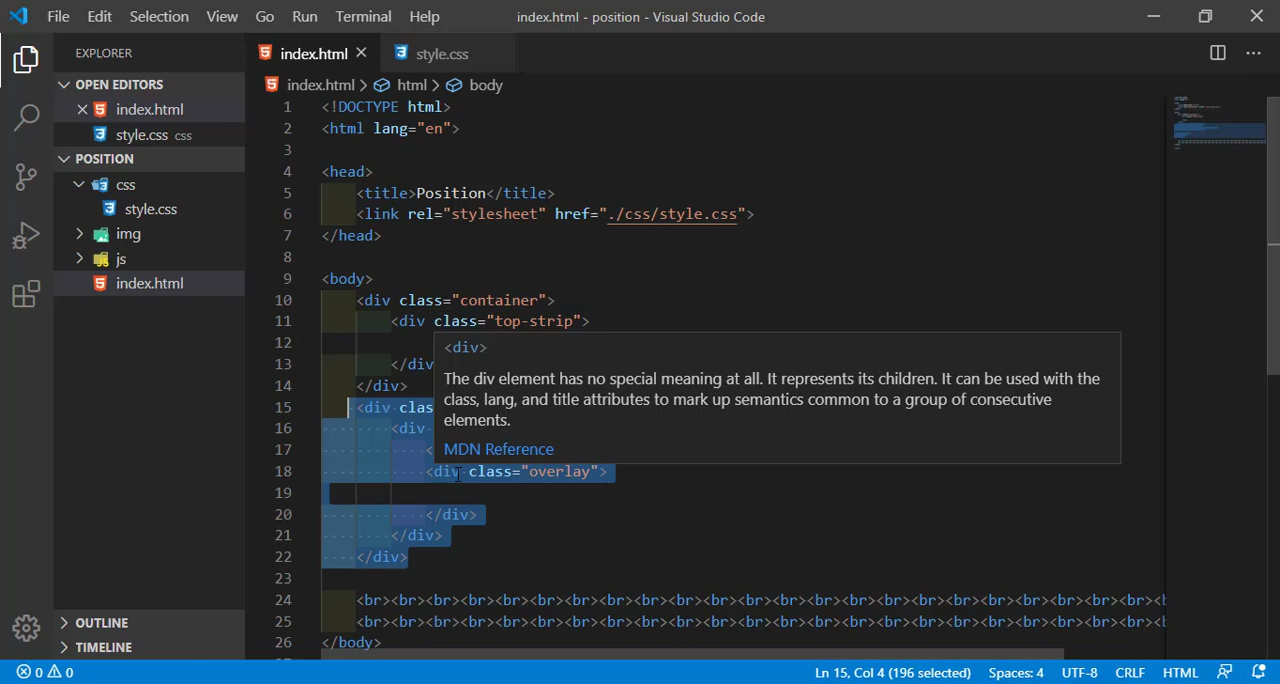 File Edit Selection View Go Run Terminal Help index.html - position - Visual Studio Code
EXPLORER
OPEN EDITORS
index.html
style.css css
POSITION
css
style.css
img
js
index.html
OUTLINE
TIMELINE
index.html style.css
index.html html body
1 <!DOCTYPE html>
2 <html lang="en">
3
4 <head>
5 <title>Position</title>
6 <link rel="stylesheet" href="./css/style.css">
7 </head>
8
9 <body>
10 <div class="container">
11 <div class="top-strip">
12
13 </div
14 </div>
15 <div clas
16 <div
17 <
18 <div class="overlay">
19
20 </div>
21 </div>
22 </div>
23
24 <br><br><br><br><br><br><br><br><br><br><br><br><br><br><br><br><br><br><br><br><br><br><br><b
25 <br><br><br><br><br><br><br><br><br><br><br><br><br><br><br><br><br><br><br><br><br><br><br><b
26 </body>
<div>
The div element has no special meaning at all. It represents its children. It can be used with the
class, lang, and title attributes to mark up semantics common to a group of consecutive
elements.
MDN Reference
0 0 Ln 15, Col 4 (196 selected) Spaces: 4 UTF-8 CRLF HTML